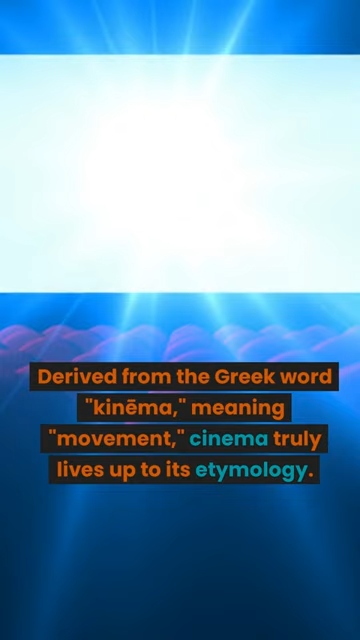 Derived from the Greek word
"kinēma," meaning
"movement," cinema truly
lives up to its etymology.